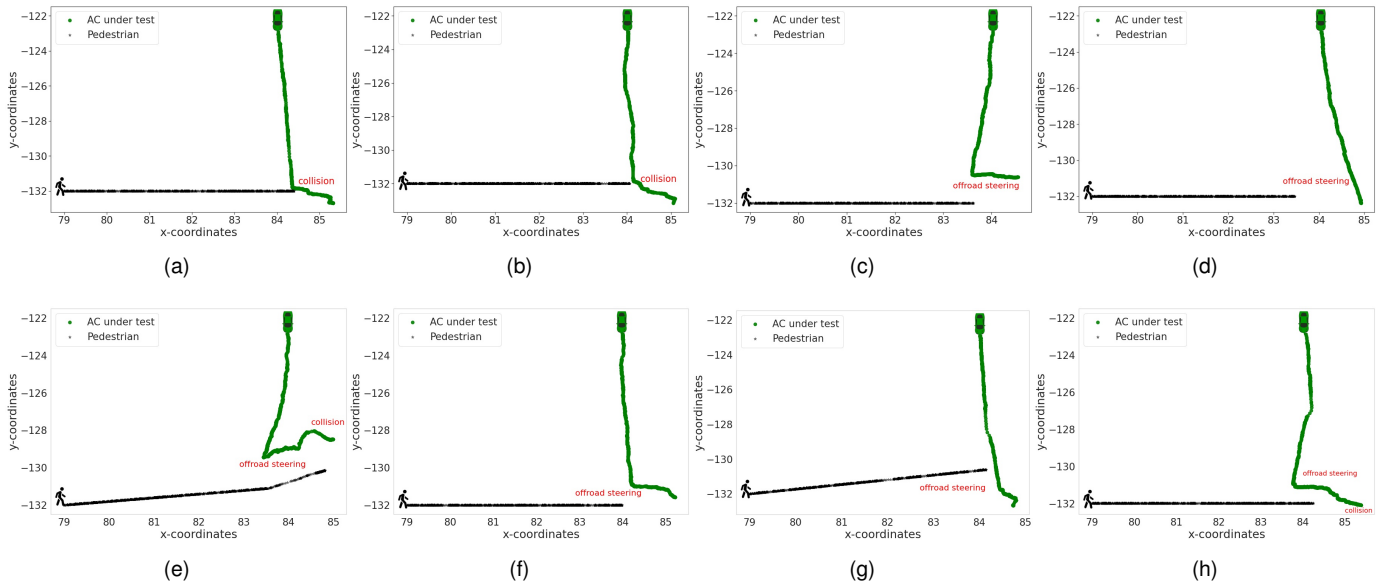 AC under test
Pedestrian
−122
−124
−126
−128
−130
−132
y-coordinates
collision
79 80 81 82 83 84 85
x-coordinates
(a)
AC under test
Pedestrian
−122
−124
−126
−128
−130
−132
y-coordinates
collision
79 80 81 82 83 84 85
x-coordinates
(b)
AC under test
Pedestrian
−122
−124
−126
−128
−130
−132
y-coordinates
offroad steering
79 80 81 82 83 84
x-coordinates
(c)
AC under test
Pedestrian
−122
−124
−126
−128
−130
−132
y-coordinates
offroad steering
79 80 81 82 83 84 85
x-coordinates
(d)
AC under test
Pedestrian
−122
−124
−126
−128
−130
−132
y-coordinates
collision
offroad steering
79 80 81 82 83 84 85
x-coordinates
(e)
AC under test
Pedestrian
−122
−124
−126
−128
−130
−132
y-coordinates
offroad steering
79 80 81 82 83 84 85
x-coordinates
(f)
AC under test
Pedestrian
−122
−124
−126
−128
−130
−132
y-coordinates
offroad steering
79 80 81 82 83 84 85
x-coordinates
(g)
AC under test
Pedestrian
−122
−124
−126
−128
−130
−132
y-coordinates
offroad steering
collision
79 80 81 82 83 84 85
x-coordinates
(h)